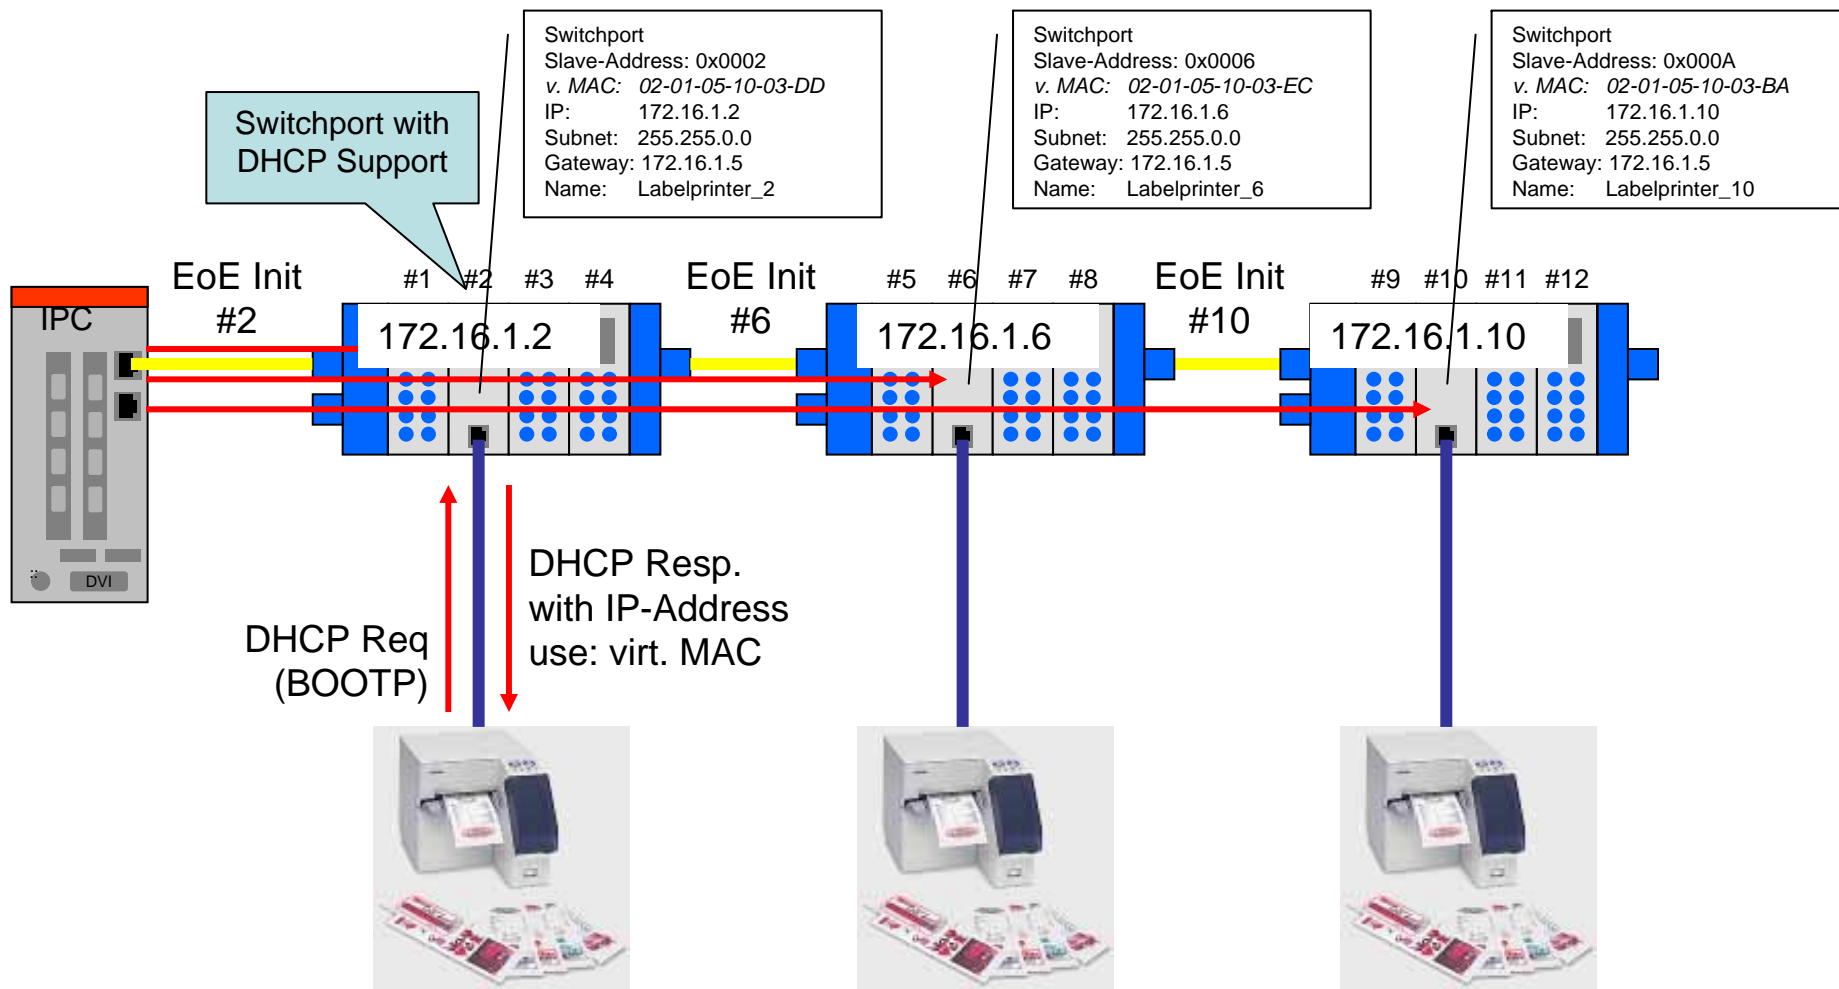 Switchport
Slave-Address: 0x0002
v. MAC: 02-01-05-10-03-DD
IP: 172.16.1.2
Subnet: 255.255.0.0
Gateway: 172.16.1.5
Name: Labelprinter_2
Switchport
Slave-Address: 0x0006
v. MAC: 02-01-05-10-03-EC
IP: 172.16.1.6
Subnet: 255.255.0.0
Gateway: 172.16.1.5
Name: Labelprinter_6
Switchport
Slave-Address: 0x000A
v. MAC: 02-01-05-10-03-BA
IP: 172.16.1.10
Subnet: 255.255.0.0
Gateway: 172.16.1.5
Name: Labelprinter_10
Switchport with
DHCP Support
EoE Init
#2
#1 #2 #3 #4
EoE Init
#6
#5 #6 #7 #8
EoE Init
#10
#9 #10 #11 #12
IPC
172.16.1.2
172.16.1.6
172.16.1.10
DVI
DHCP Req
(BOOTP)
DHCP Resp.
with IP-Address
use: virt. MAC